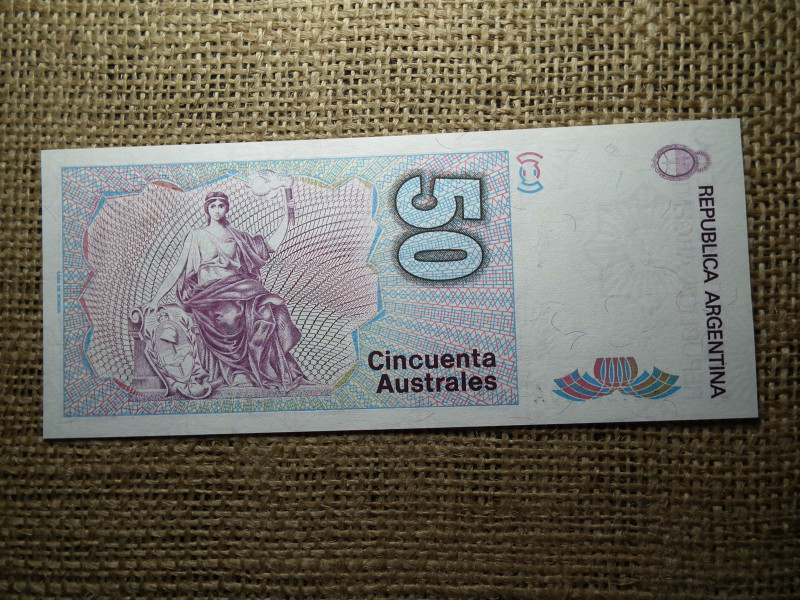 50
Cincuenta
Australes
REPUBLICA ARGENTINA